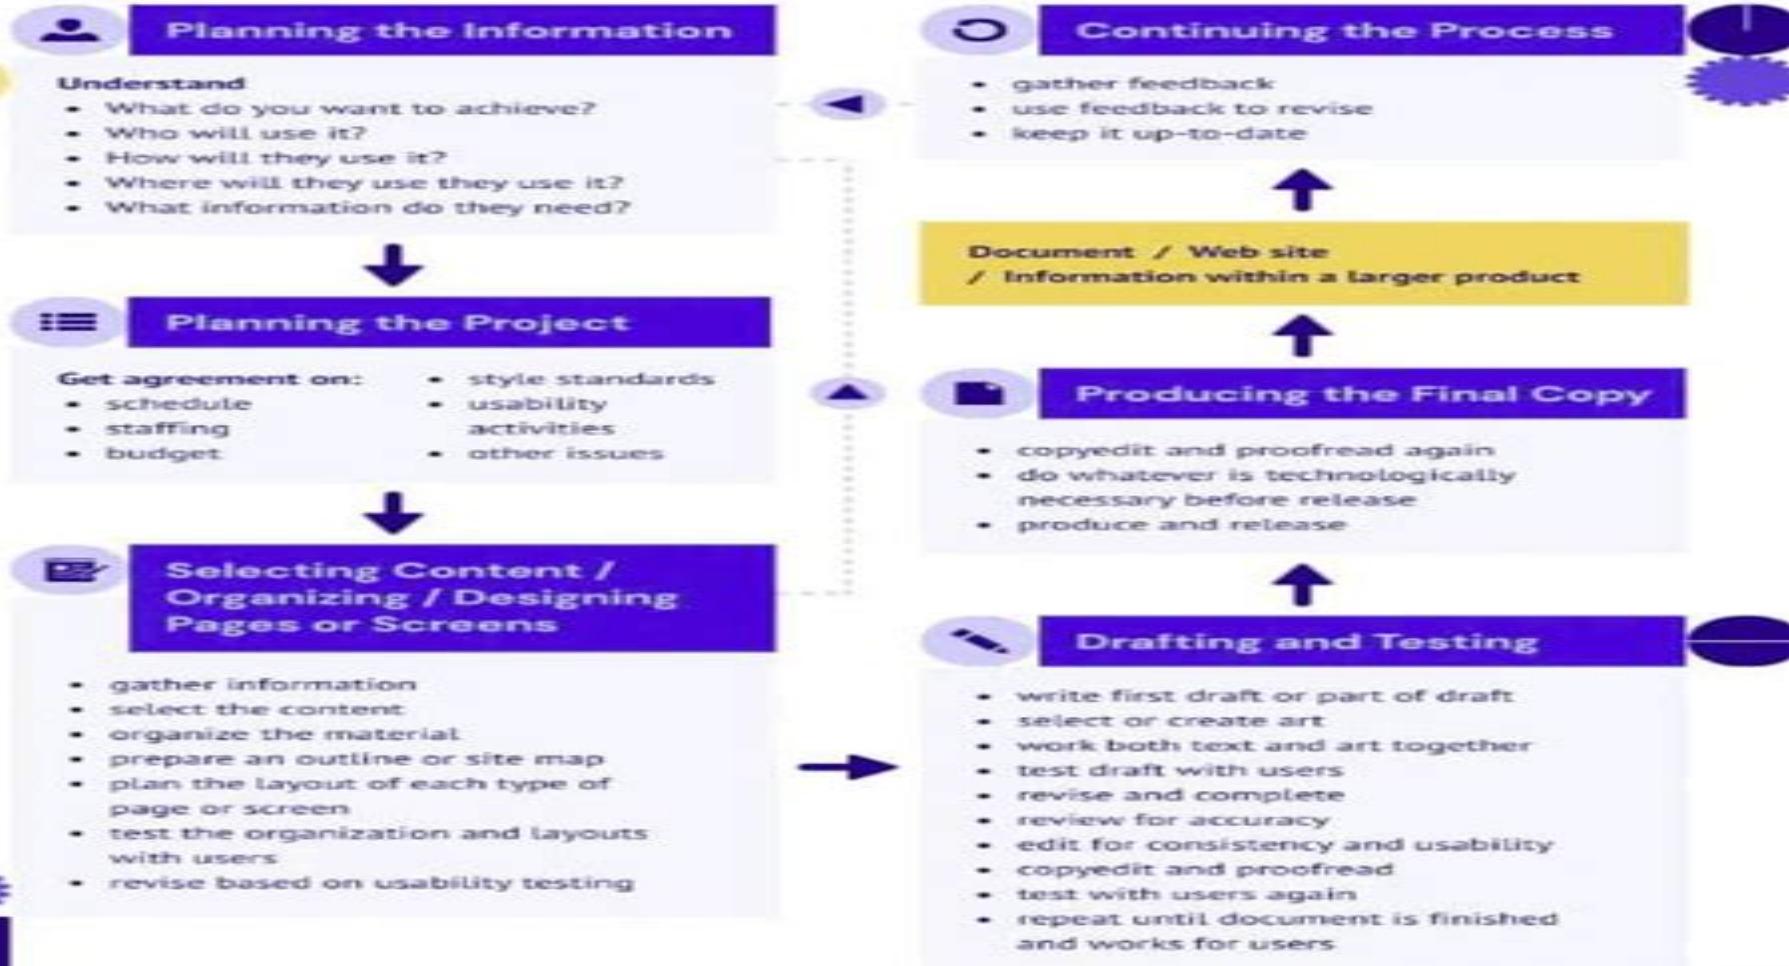 Planning the Information
Understand
• What do you want to achieve?
• Who will use it?
• How will they use it?
• Where will they use they use it?
• What information do they need?
Planning the Project
Get agreement on:
• schedule
• staffing
• budget
• style standards
• usability
activities
• other issues
Selecting Content /
Organizing / Designing
Pages or Screens
• gather information
• select the content
• organize the material
• prepare an outline or site map
• plan the layout of each type of
page or screen
• test the organization and layouts
with users
• revise based on usability testing
Drafting and Testing
• write first draft or part of draft
• select or create art
• work both text and art together
• test draft with users
• revise and complete
• review for accuracy
• edit for consistency and usability
• copyedit and proofread
• test with users again
• repeat until document is finished
and works for users
Producing the Final Copy
• copyedit and proofread again
• do whatever is technologically
necessary before release
• produce and release
Document / Web site
/ Information within a larger product
Continuing the Process
• gather feedback
• use feedback to revise
• keep it up-to-date